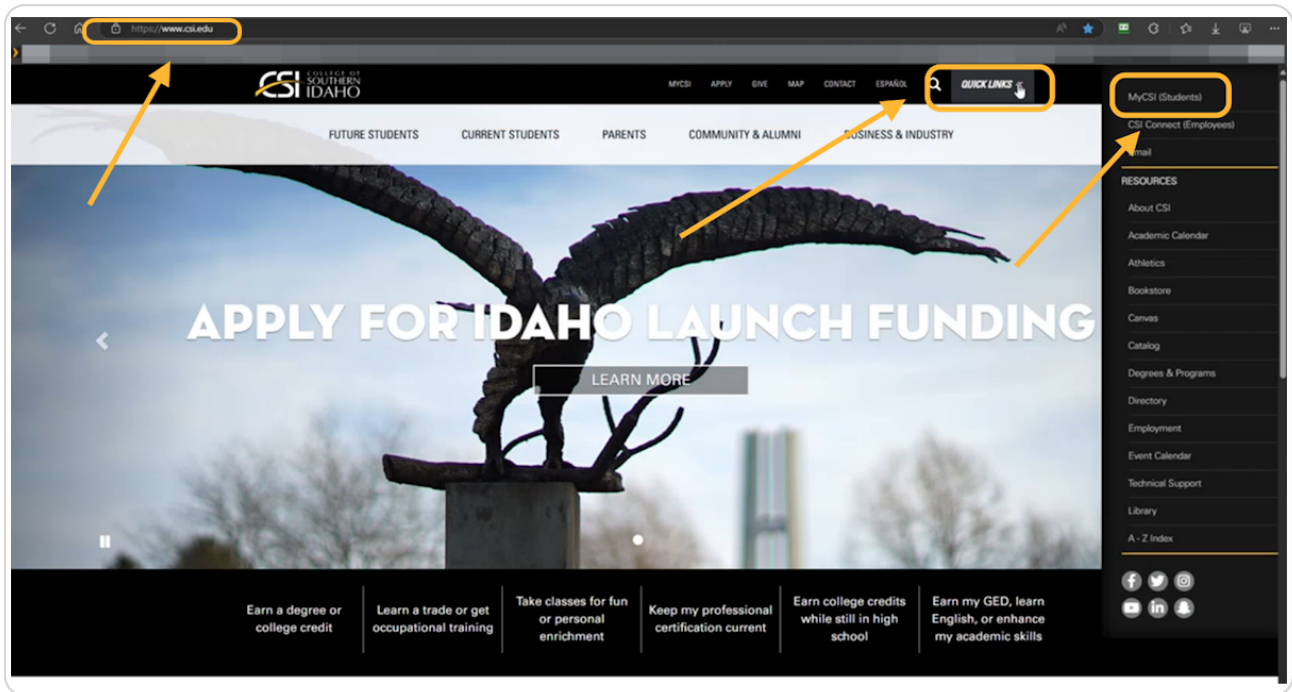 https://www.csi.edu
CSI COLLEGE OF
SOUTHERN
IDAHO
MYCSI APPLY GIVE MAP CONTACT ESPAÑOL QUICK LINKS
FUTURE STUDENTS CURRENT STUDENTS PARENTS COMMUNITY & ALUMNI BUSINESS & INDUSTRY
APPLY FOR IDAHO LAUNCH FUNDING
LEARN MORE
Earn a degree or
college credit
Learn a trade or get
occupational training
Take classes for fun
or personal
enrichment
Keep my professional
certification current
Earn college credits
while still in high
school
Earn my GED, learn
English, or enhance
my academic skills
MyCSI (Students)
CSI Connect (Employees)
Email
RESOURCES
About CSI
Academic Calendar
Athletics
Bookstore
Canvas
Catalog
Degrees & Programs
Directory
Employment
Event Calendar
Technical Support
Library
A - Z Index